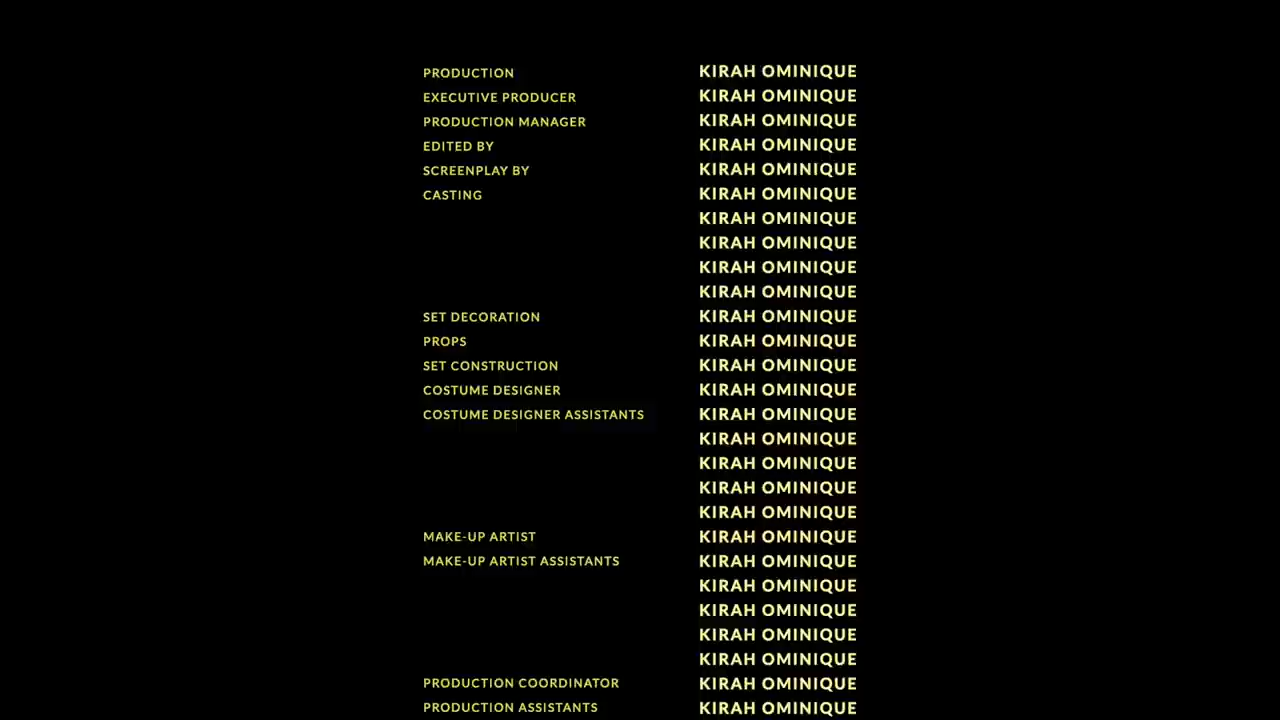 PRODUCTION KIRAH OMINIQUE
EXECUTIVE PRODUCER KIRAH OMINIQUE
PRODUCTION MANAGER KIRAH OMINIQUE
EDITED BY KIRAH OMINIQUE
SCREENPLAY BY KIRAH OMINIQUE
CASTING KIRAH OMINIQUE
KIRAH OMINIQUE
KIRAH OMINIQUE
KIRAH OMINIQUE
KIRAH OMINIQUE
SET DECORATION KIRAH OMINIQUE
PROPS KIRAH OMINIQUE
SET CONSTRUCTION KIRAH OMINIQUE
COSTUME DESIGNER KIRAH OMINIQUE
COSTUME DESIGNER ASSISTANTS KIRAH OMINIQUE
KIRAH OMINIQUE
KIRAH OMINIQUE
KIRAH OMINIQUE
KIRAH OMINIQUE
MAKE-UP ARTIST KIRAH OMINIQUE
MAKE-UP ARTIST ASSISTANTS KIRAH OMINIQUE
KIRAH OMINIQUE
KIRAH OMINIQUE
KIRAH OMINIQUE
KIRAH OMINIQUE
PRODUCTION COORDINATOR KIRAH OMINIQUE
PRODUCTION ASSISTANTS KIRAH OMINIQUE